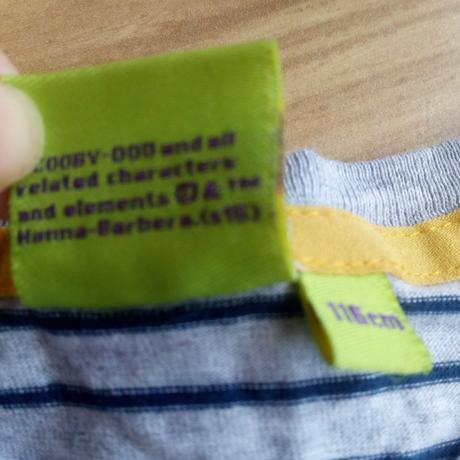 COOBY-DOO and all
related characters
and elements © & ™
Hanna-Barbera.(s16)
116cm